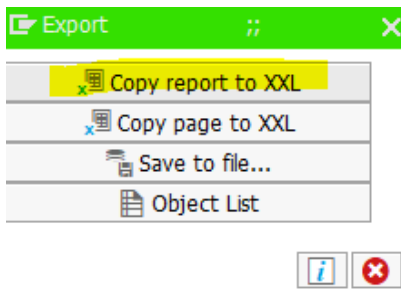 Export
Copy report to XXL
Copy page to XXL
Save to file...
Object List